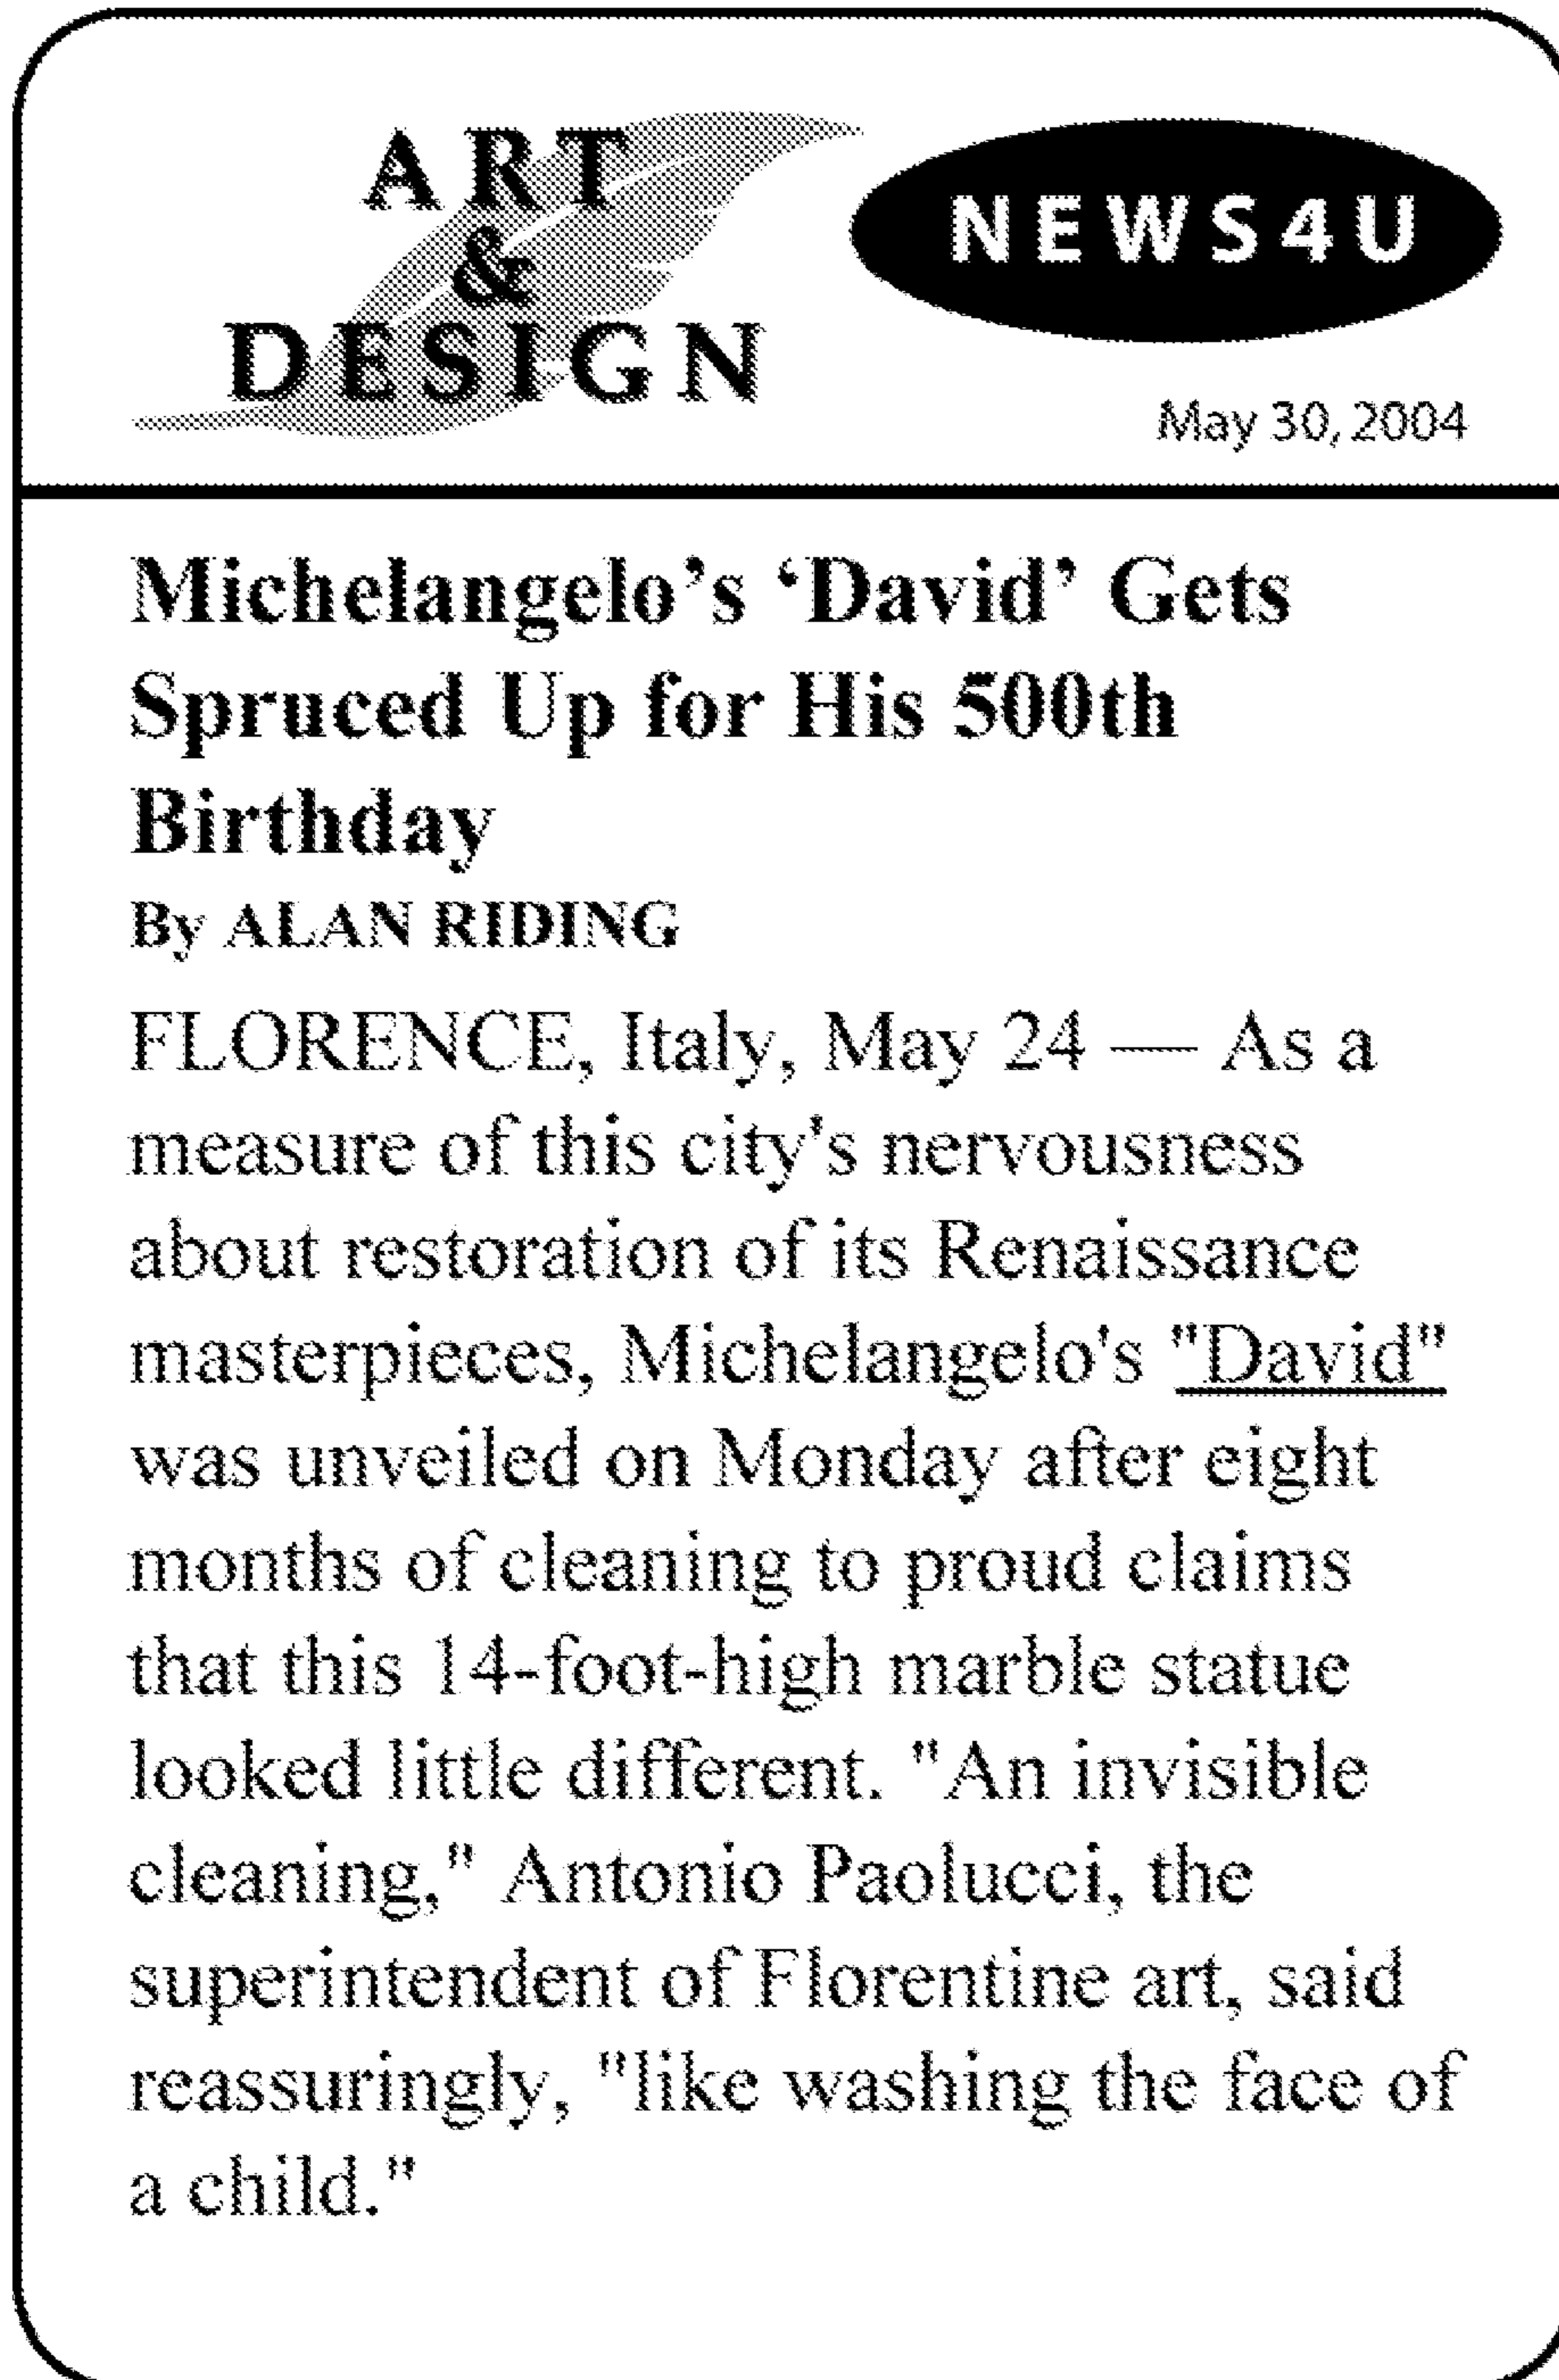 ART
&
DESIGN
NEWS4U
May 30, 2004
Michelangelo’s ‘David’ Gets
Spruced Up for His 500th
Birthday
By ALAN RIDING
FLORENCE, Italy, May 24 — As a
measure of this city's nervousness
about restoration of its Renaissance
masterpieces, Michelangelo's "David"
was unveiled on Monday after eight
months of cleaning to proud claims
that this 14-foot-high marble statue
looked little different. "An invisible
cleaning," Antonio Paolucci, the
superintendent of Florentine art, said
reassuringly, "like washing the face of
a child."